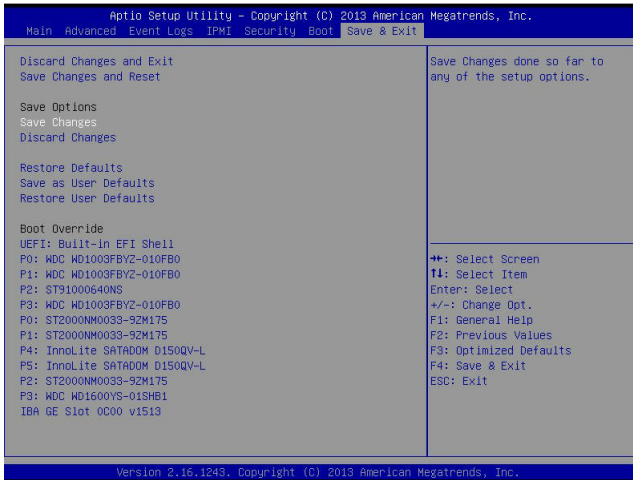 Aptio Setup Utility - Copyright (C) 2013 American Megatrends, Inc.
Main Advanced Event Logs IPMI Security Boot Save & Exit
Discard Changes and Exit
Save Changes and Reset
Save Options
Save Changes
Discard Changes
Restore Defaults
Save as User Defaults
Restore User Defaults
Boot Override
UEFI: Built-in EFI Shell
P0: WDC WD1003FBYZ-010FB0
P1: WDC WD1003FBYZ-010FB0
P2: ST91000640NS
P3: WDC WD1003FBYZ-010FB0
P0: ST2000NM0033-9ZM175
P1: ST2000NM0033-9ZM175
P4: InnoLite SATADOM D150QV-L
P5: InnoLite SATADOM D150QV-L
P2: ST2000NM0033-9ZM175
P3: WDC WD1600YS-01SHB1
IBA GE Slot 0C00 v1513
Save Changes done so far to
any of the setup options.
→←: Select Screen
↑↓: Select Item
Enter: Select
+/-: Change Opt.
F1: General Help
F2: Previous Values
F3: Optimized Defaults
F4: Save & Exit
ESC: Exit
Version 2.16.1243. Copyright (C) 2013 American Megatrends, Inc.